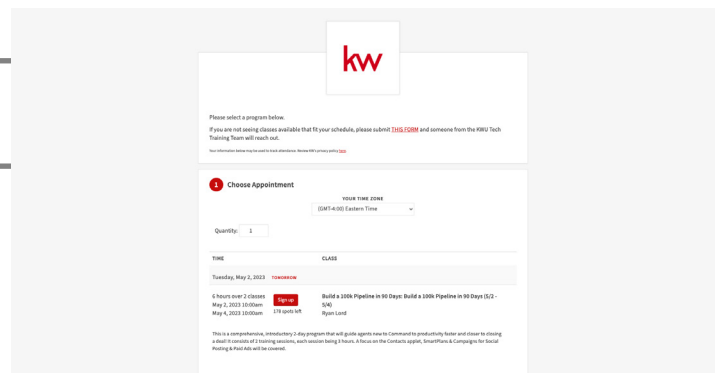 kw
Please select a program below.
If you are not seeing classes available that fit your schedule, please submit THIS FORM and someone from the KWU Tech
Training Team will reach out.
Your information below may be used to track attendance. Review KW's privacy policy here.
1 Choose Appointment
YOUR TIME ZONE
(GMT-4:00) Eastern Time
Quantity: 1
TIME CLASS
Tuesday, May 2, 2023 TOMORROW
6 hours over 2 classes
May 2, 2023 10:00am
May 4, 2023 10:00am
Sign up
178 spots left
Build a 100k Pipeline in 90 Days: Build a 100k Pipeline in 90 Days (5/2 -
5/4)
Ryan Lord
This is a comprehensive, introductory 2-day program that will guide agents new to Command to productivity faster and closer to closing
a deal! It consists of 2 training sessions, each session being 3 hours. A focus on the Contacts applet, SmartPlans & Campaigns for Social
Posting & Paid Ads will be covered.